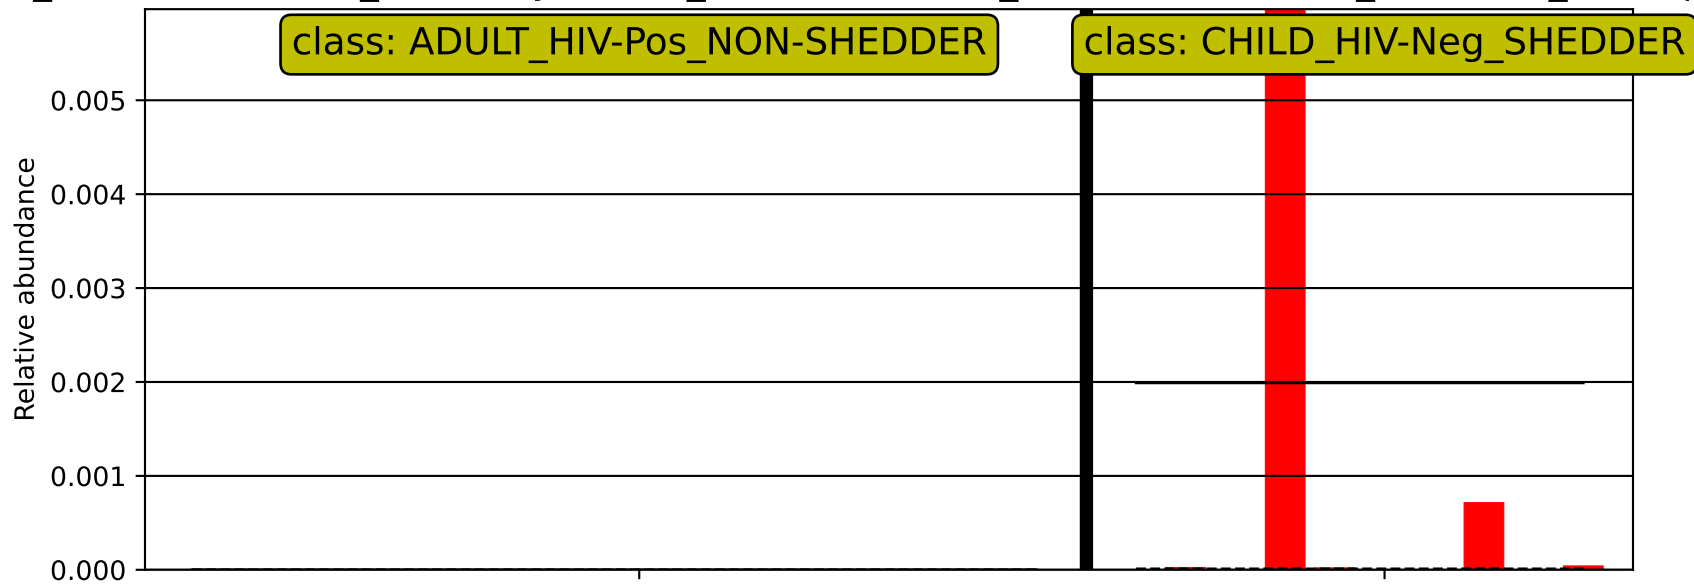 class: ADULT_HIV-Pos_NON-SHEDDER
class: CHILD_HIV-Neg_SHEDDER
0.005
0.004
0.003
0.002
0.001
0.000
Relative abundance